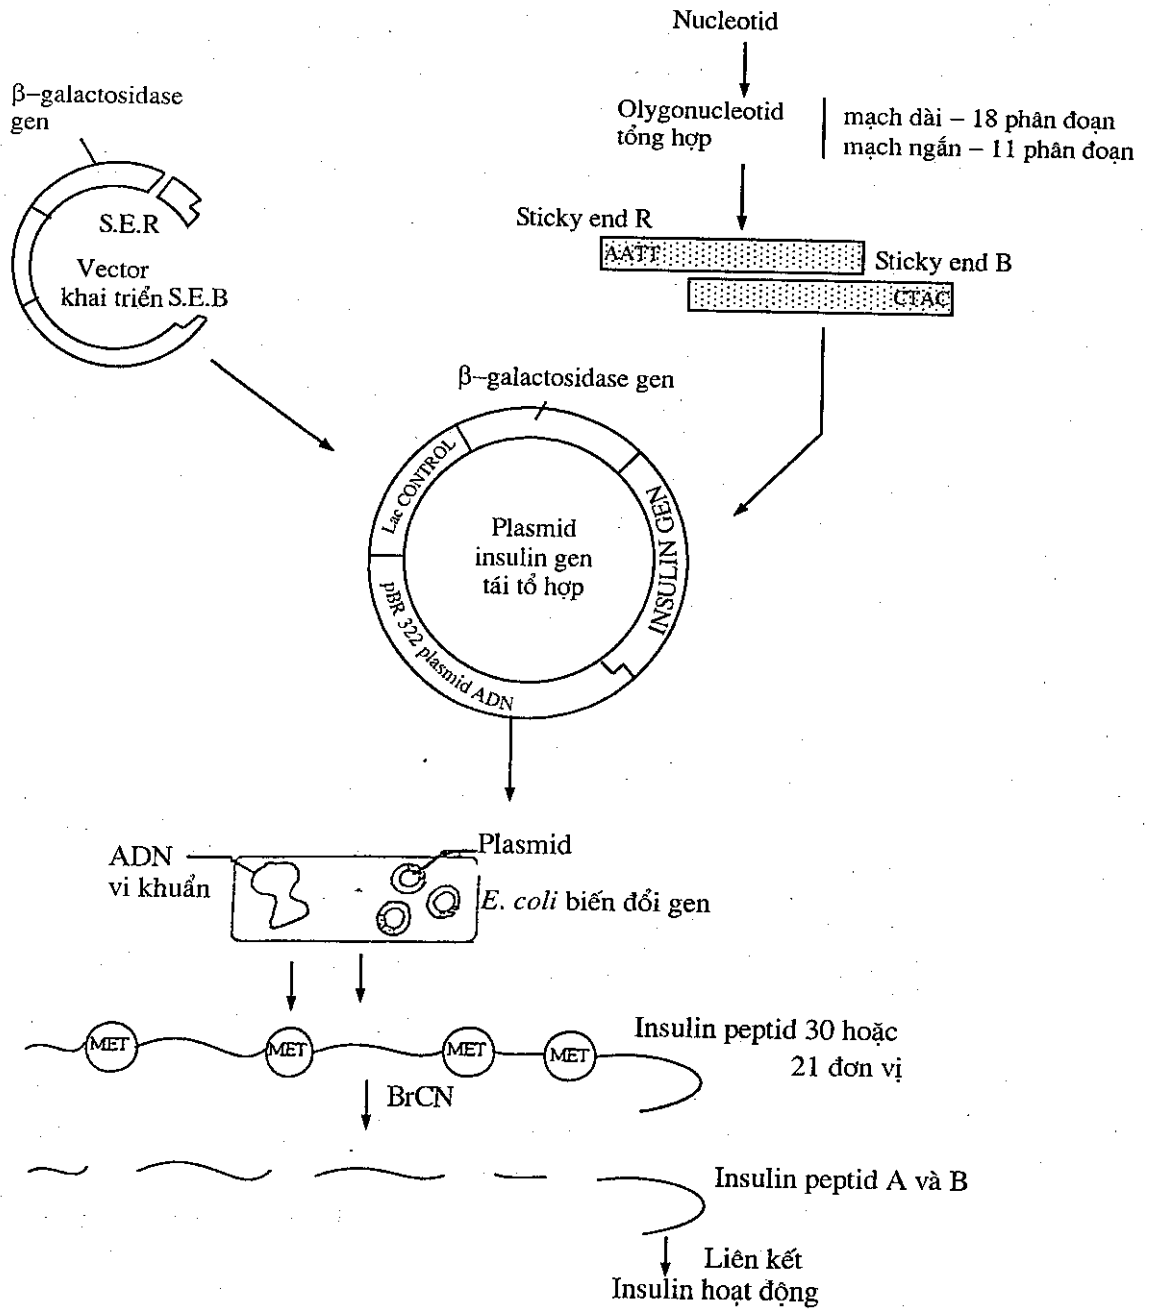 Nucleotid
β–galactosidase
gen
Olygonucleotid
tổng hợp
mạch dài – 18 phân đoạn
mạch ngắn – 11 phân đoạn
Sticky end R
AATT
Sticky end B
CTAC
S.E.R
Vector
khai triển S.E.B
β–galactosidase gen
Lac CONTROL
INSULIN GEN
Plasmid
insulin gen
tái tổ hợp
pBR 322 plasmid ADN
ADN
vi khuẩn
Plasmid
E. coli biến đổi gen
MET
MET
MET
MET
Insulin peptid 30 hoặc
21 đơn vị
BrCN
Insulin peptid A và B
Liên kết
Insulin hoạt động